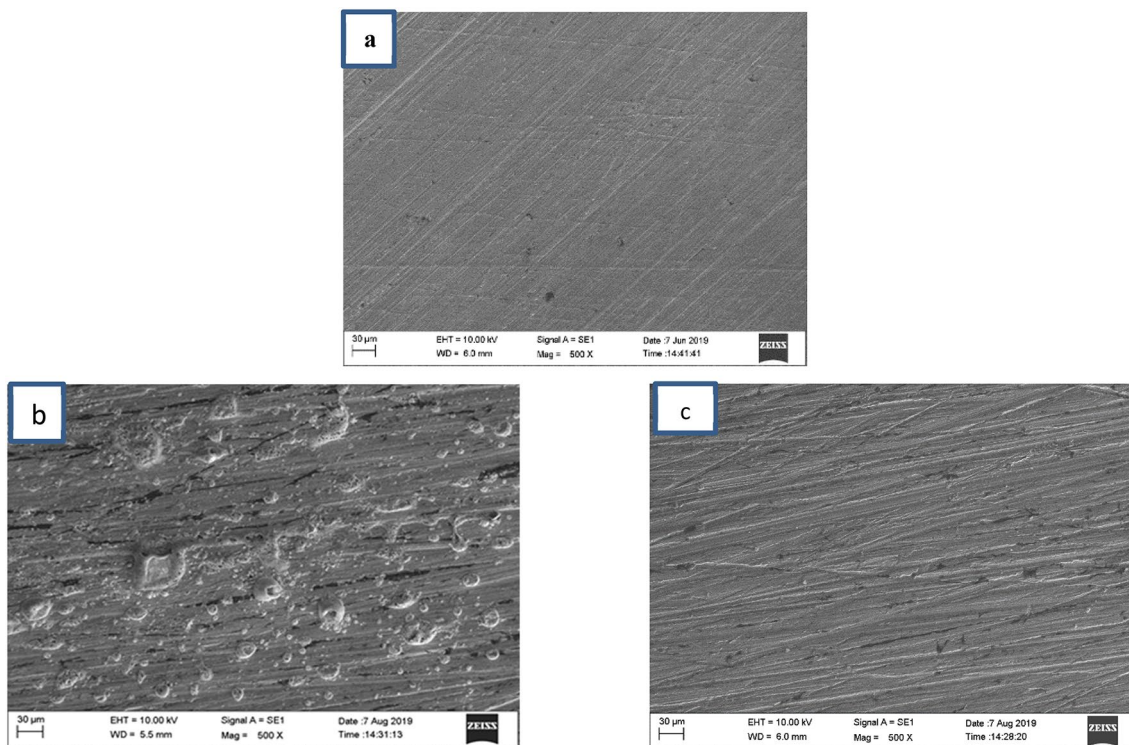 a
30 µm
EHT = 10.00 kV
Signal A = SE1
Date :7 Jun 2019
WD = 6.0 mm
Mag = 500 X
Time :14:41:41
ZEISS
b
30 µm
EHT = 10.00 kV
Signal A = SE1
Date :7 Aug 2019
WD = 5.5 mm
Mag = 500 X
Time :14:31:13
ZEISS
c
30 µm
EHT = 10.00 kV
Signal A = SE1
Date :7 Aug 2019
WD = 6.0 mm
Mag = 500 X
Time :14:28:20
ZEISS